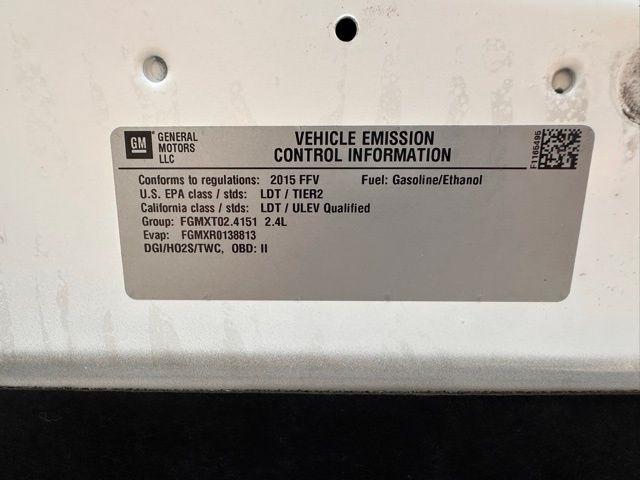 GM
GENERAL
MOTORS
LLC
VEHICLE EMISSION
CONTROL INFORMATION
F1165495
Conforms to regulations: 2015 FFV Fuel: Gasoline/Ethanol
U.S. EPA class / stds: LDT / TIER2
California class / stds: LDT / ULEV Qualified
Group: FGMXT02.4151 2.4L
Evap: FGMXR0138813
DGI/HO2S/TWC, OBD: II